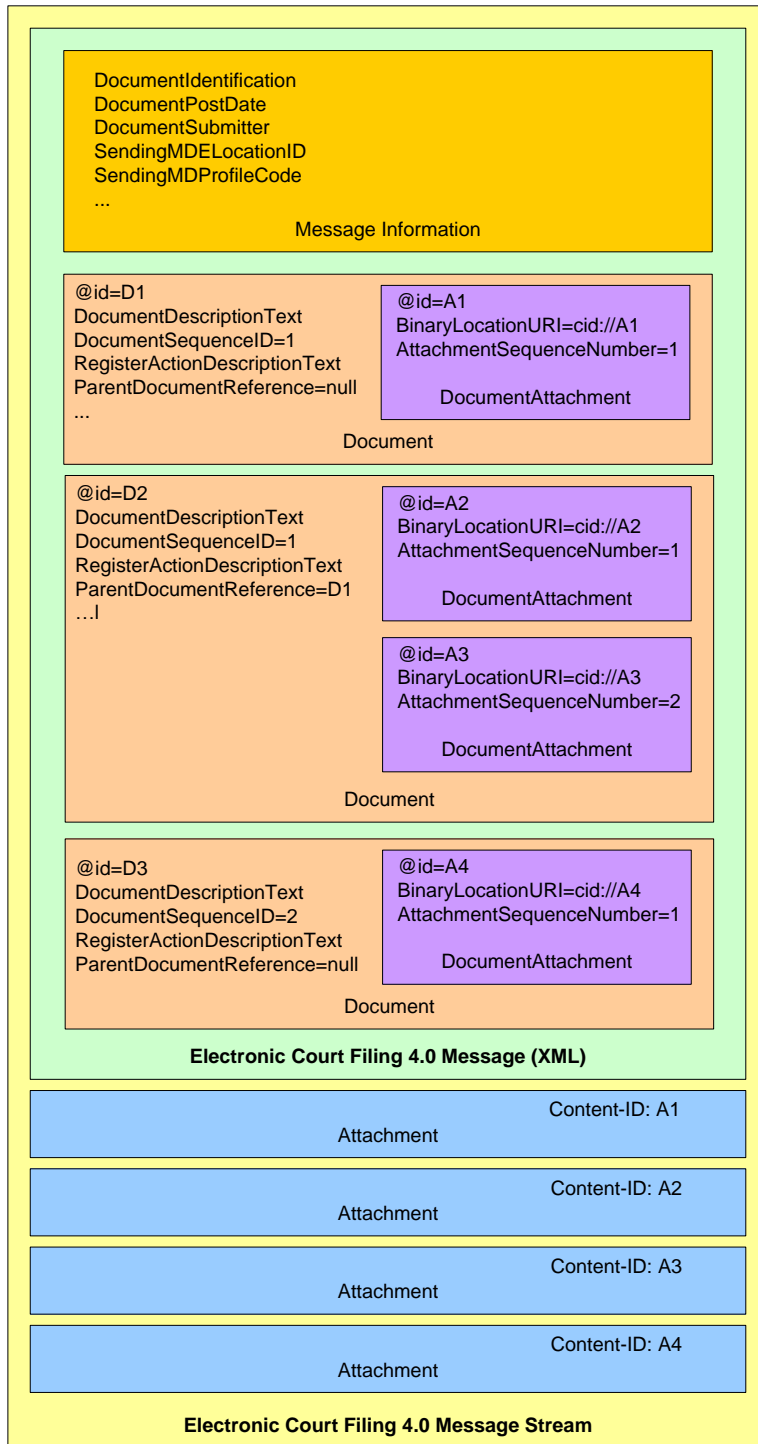 DocumentIdentification
DocumentPostDate
DocumentSubmitter
SendingMDELocationID
SendingMDProfileCode
...
Message Information
@id=D1
DocumentDescriptionText
DocumentSequenceID=1
RegisterActionDescriptionText
ParentDocumentReference=null
...
@id=A1
BinaryLocationURI=cid://A1
AttachmentSequenceNumber=1
DocumentAttachment
Document
@id=D2
DocumentDescriptionText
DocumentSequenceID=1
RegisterActionDescriptionText
ParentDocumentReference=D1
…l
@id=A2
BinaryLocationURI=cid://A2
AttachmentSequenceNumber=1
DocumentAttachment
@id=A3
BinaryLocationURI=cid://A3
AttachmentSequenceNumber=2
DocumentAttachment
Document
@id=D3
DocumentDescriptionText
DocumentSequenceID=2
RegisterActionDescriptionText
ParentDocumentReference=null
@id=A4
BinaryLocationURI=cid://A4
AttachmentSequenceNumber=1
DocumentAttachment
Document
Electronic Court Filing 4.0 Message (XML)
Content-ID: A1
Attachment
Content-ID: A2
Attachment
Content-ID: A3
Attachment
Content-ID: A4
Attachment
Electronic Court Filing 4.0 Message Stream